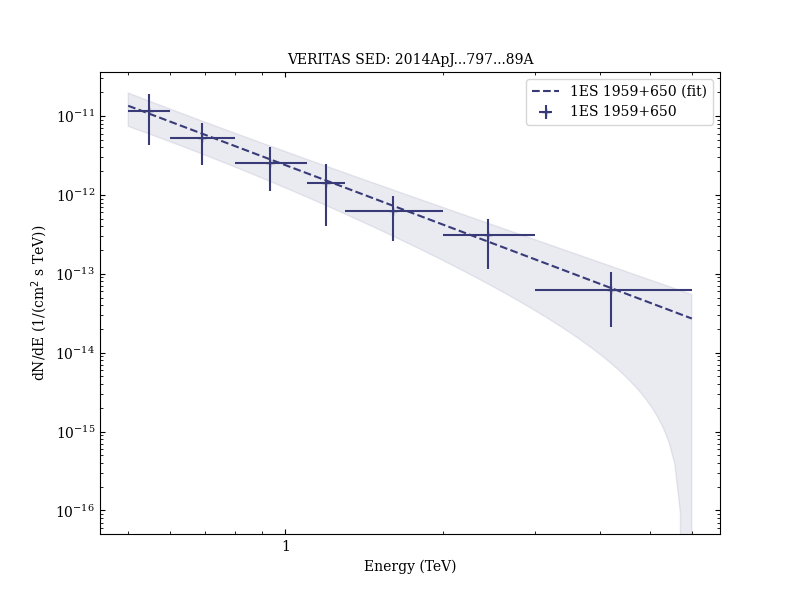 VERITAS SED: 2014ApJ...797...89A
1ES 1959+650 (fit)
1ES 1959+650
dN/dE (1/(cm² s TeV))
10⁻¹¹
10⁻¹²
10⁻¹³
10⁻¹⁴
10⁻¹⁵
10⁻¹⁶
1
Energy (TeV)